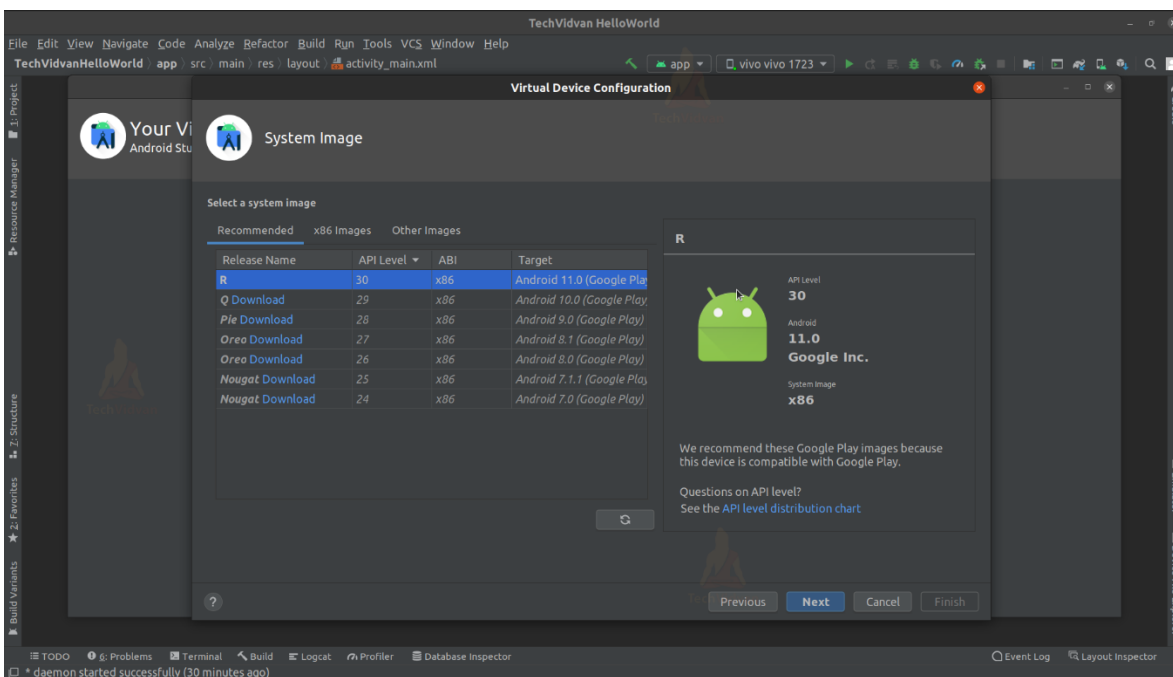 TechVidvan HelloWorld
File Edit View Navigate Code Analyze Refactor Build Run Tools VCS Window Help
TechVidvanHelloWorld app src main res layout activity_main.xml app vivo vivo 1723
Virtual Device Configuration
1: Project
Resource Manager
Z: Structure
2: Favorites
Build Variants
Your Vi
Android Stu
System Image
Select a system image
Recommended x86 Images Other Images
Release Name API Level ABI Target
R 30 x86 Android 11.0 (Google Play
Q Download 29 x86 Android 10.0 (Google Play
Pie Download 28 x86 Android 9.0 (Google Play)
Oreo Download 27 x86 Android 8.1 (Google Play)
Oreo Download 26 x86 Android 8.0 (Google Play)
Nougat Download 25 x86 Android 7.1.1 (Google Play
Nougat Download 24 x86 Android 7.0 (Google Play)
R
API Level
30
Android
11.0
Google Inc.
System Image
x86
We recommend these Google Play images because
this device is compatible with Google Play.
Questions on API level?
See the API level distribution chart
?
Previous Next Cancel Finish
TODO 6: Problems Terminal Build Logcat Profiler Database Inspector Event Log Layout Inspector
* daemon started successfully (30 minutes ago)